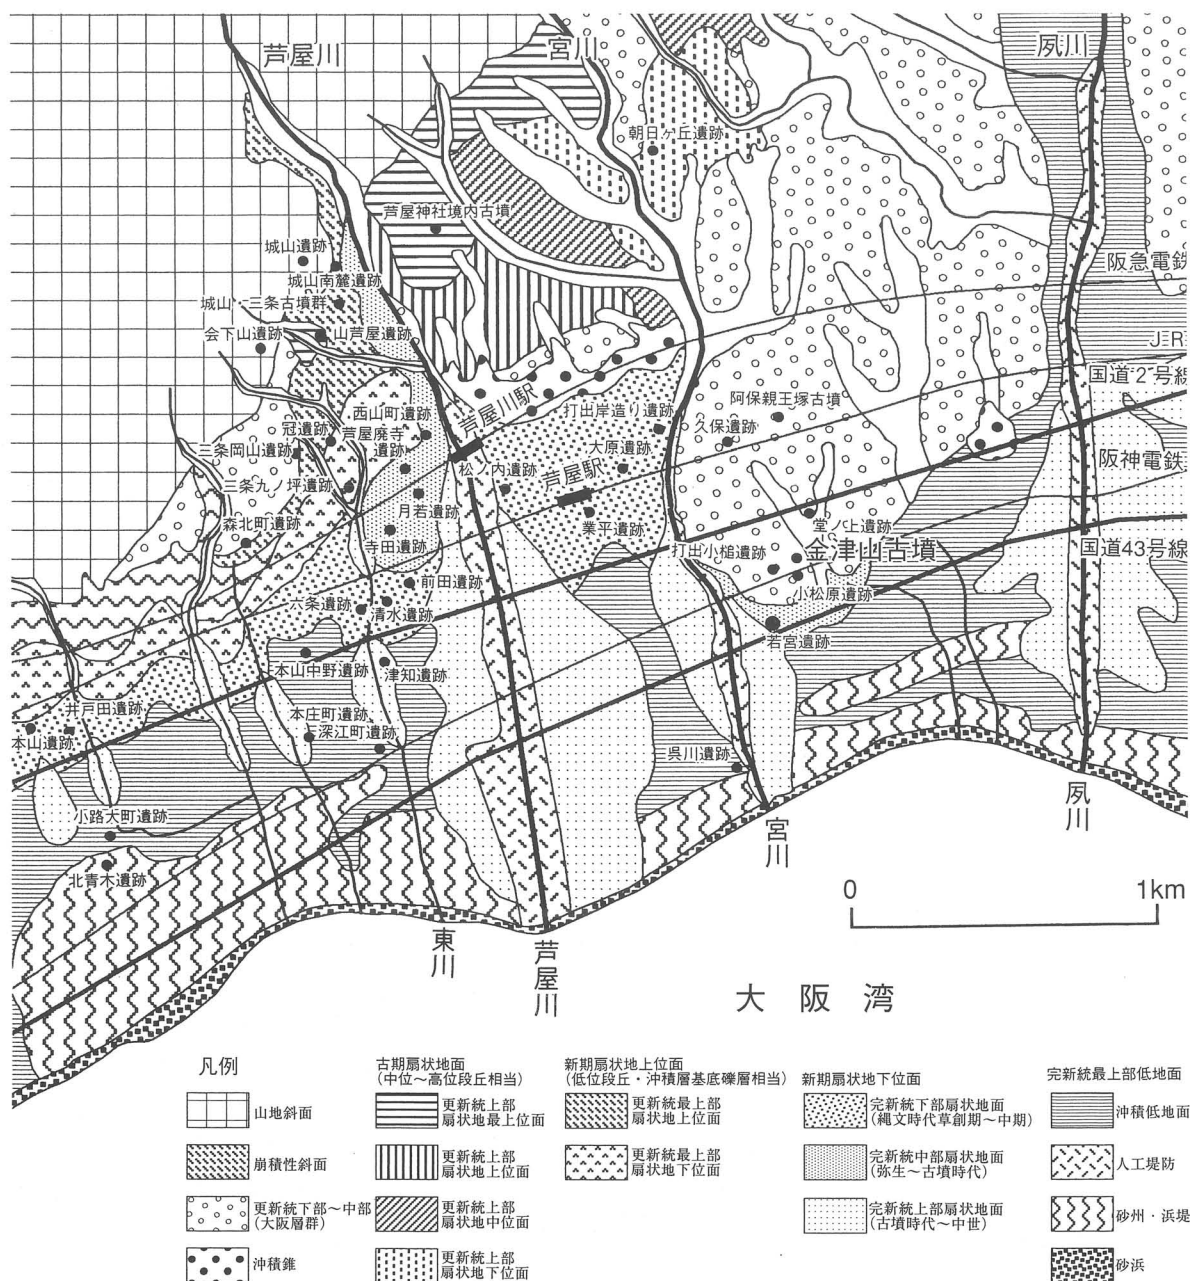 芦屋川
宮川
夙川
朝日ヶ丘遺跡
芦屋神社境内古墳
城山遺跡
城山南麓遺跡
阪急電鉄
城山・三条古墳群
会下山遺跡
山芦屋遺跡
JR
国道2号線
西山町遺跡
芦屋川駅
打出岸造り遺跡
阿保親王塚古墳
冠遺跡
芦屋廃寺
遺跡
久保遺跡
三条岡山遺跡
大原遺跡
阪神電鉄
松ノ内遺跡
芦屋駅
三条九ノ坪遺跡
月若遺跡
森北町遺跡
業平遺跡
堂ノ上遺跡
寺田遺跡
打出小槌遺跡
金津山古墳
国道43号線
前田遺跡
小松原遺跡
六条遺跡
清水遺跡
若宮遺跡
本山中野遺跡
津知遺跡
井戸田遺跡
本庄町遺跡
本山遺跡
深江町遺跡
呉川遺跡
小路大町遺跡
北青木遺跡
夙川
宮川
0
1km
東川
芦屋川
大阪湾
凡例
山地斜面
崩積性斜面
更新統下部〜中部
(大阪層群)
沖積錐
古期扇状地面
(中位〜高位段丘相当)
更新統上部
扇状地最上位面
更新統上部
扇状地上位面
更新統上部
扇状地中位面
更新統上部
扇状地下位面
新期扇状地上位面
(低位段丘・沖積層基底礫層相当)
更新統最上部
扇状地上位面
更新統最上部
扇状地下位面
新期扇状地下位面
完新統下部扇状地面
(縄文時代草創期〜中期)
完新統中部扇状地面
(弥生〜古墳時代)
完新統上部扇状地面
(古墳時代〜中世)
完新統最上部低地面
沖積低地面
人工堤防
砂州・浜堤
砂浜